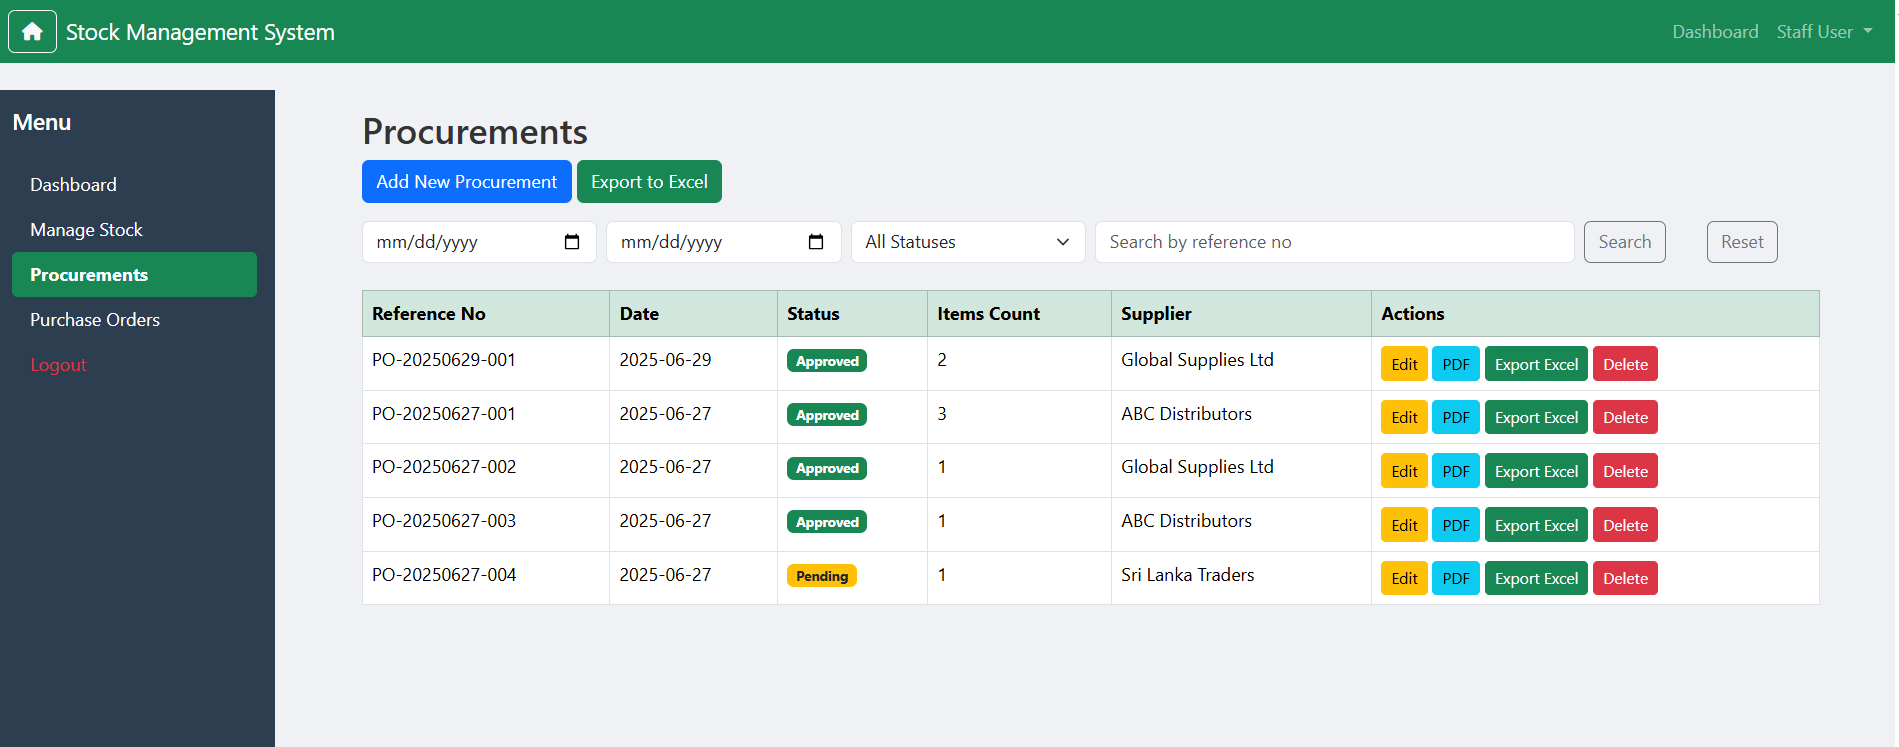 Stock Management System Dashboard Staff User
Menu
Dashboard
Manage Stock
Procurements
Purchase Orders
Logout
Procurements
Add New Procurement Export to Excel
mm/dd/yyyy mm/dd/yyyy All Statuses Search by reference no Search Reset
Reference No Date Status Items Count Supplier Actions
PO-20250629-001 2025-06-29 Approved 2 Global Supplies Ltd Edit PDF Export Excel Delete
PO-20250627-001 2025-06-27 Approved 3 ABC Distributors Edit PDF Export Excel Delete
PO-20250627-002 2025-06-27 Approved 1 Global Supplies Ltd Edit PDF Export Excel Delete
PO-20250627-003 2025-06-27 Approved 1 ABC Distributors Edit PDF Export Excel Delete
PO-20250627-004 2025-06-27 Pending 1 Sri Lanka Traders Edit PDF Export Excel Delete